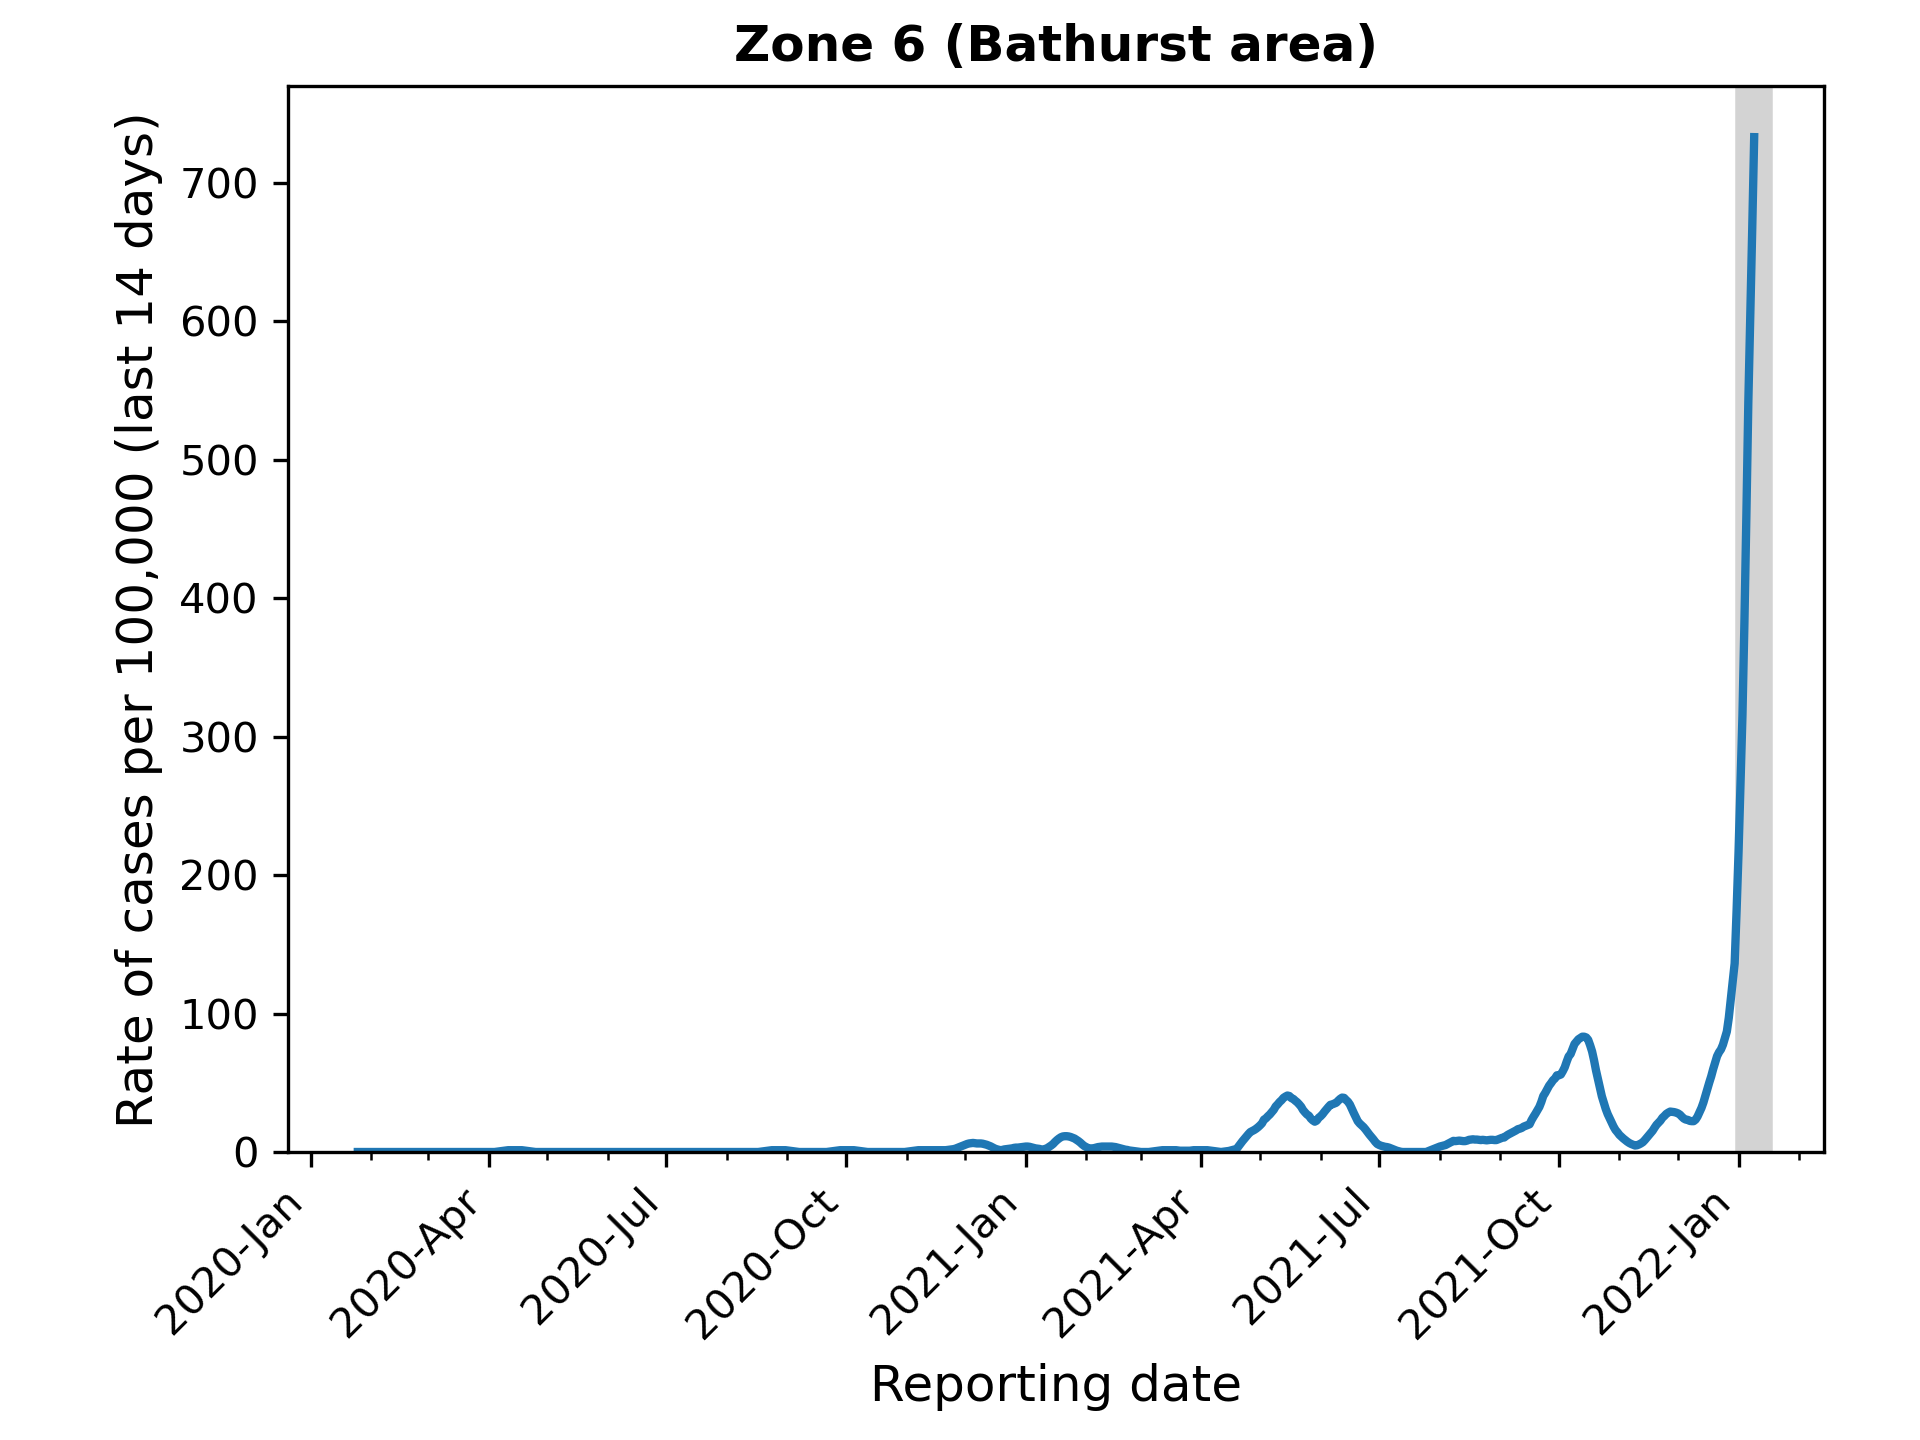 Zone 6 (Bathurst area)
Rate of cases per 100,000 (last 14 days)
700
600
500
400
300
200
100
0
2020-Jan
2020-Apr
2020-Jul
2020-Oct
2021-Jan
2021-Apr
2021-Jul
2021-Oct
2022-Jan
Reporting date